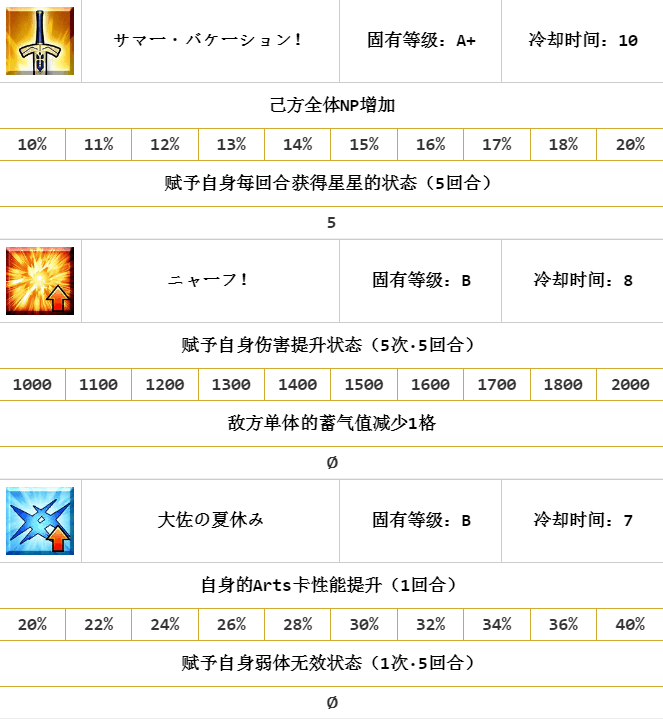 サマー・バケーション！ 固有等级：A+ 冷却时间：10
己方全体NP增加
10% 11% 12% 13% 14% 15% 16% 17% 18% 20%
赋予自身每回合获得星星的状态（5回合）
5
ニャーフ！ 固有等级：B 冷却时间：8
赋予自身伤害提升状态（5次·5回合）
1000 1100 1200 1300 1400 1500 1600 1700 1800 2000
敌方单体的蓄气值减少1格
Ø
大佐の夏休み 固有等级：B 冷却时间：7
自身的Arts卡性能提升（1回合）
20% 22% 24% 26% 28% 30% 32% 34% 36% 40%
赋予自身弱体无效状态（1次·5回合）
Ø